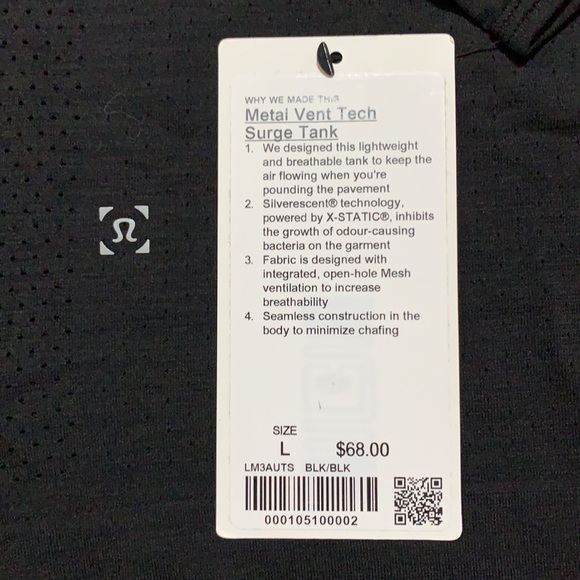 WHY WE MADE THIS
Metal Vent Tech
Surge Tank
1. We designed this lightweight
and breathable tank to keep the
air flowing when you're
pounding the pavement
2. Silverescent® technology,
powered by X-STATIC®, inhibits
the growth of odour-causing
bacteria on the garment
3. Fabric is designed with
integrated, open-hole Mesh
ventilation to increase
breathability
4. Seamless construction in the
body to minimize chafing
SIZE
L $68.00
LM3AUTS BLK/BLK
000105100002